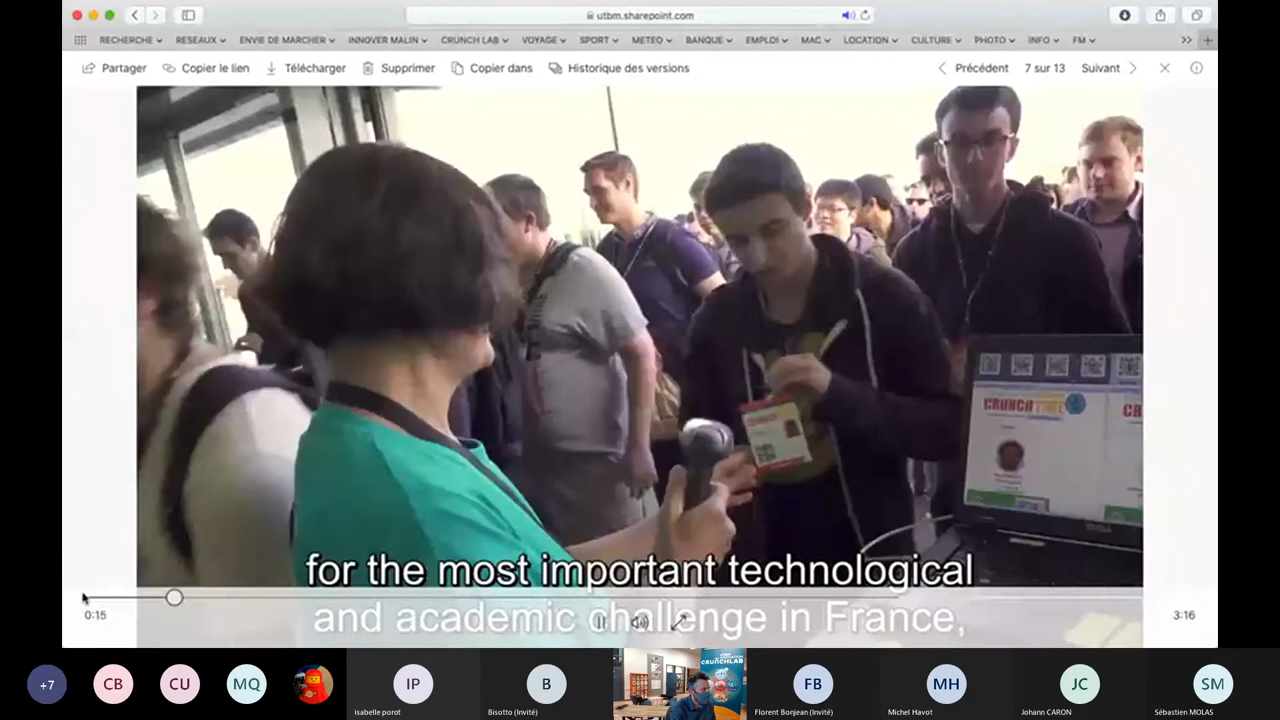 utbm.sharepoint.com
RECHERCHE RESEAUX ENVIE DE MARCHER INNOVER MALIN CRUNCH LAB VOYAGE SPORT METEO BANQUE EMPLOI MAC LOCATION CULTURE PHOTO INFO FM
Partager Copier le lien Télécharger Supprimer Copier dans Historique des versions Précédent 7 sur 13 Suivant
CRUNCH
for the most important technological
and academic challenge in France,
0:15 3:16
CRUNCHLAB
+7 CB CU MQ IP B FB MH JC SM
isabelle porot Bisotto (Invité) Florent Bonjean (Invité) Michel Havot Johann CARON Sébastien MOLAS